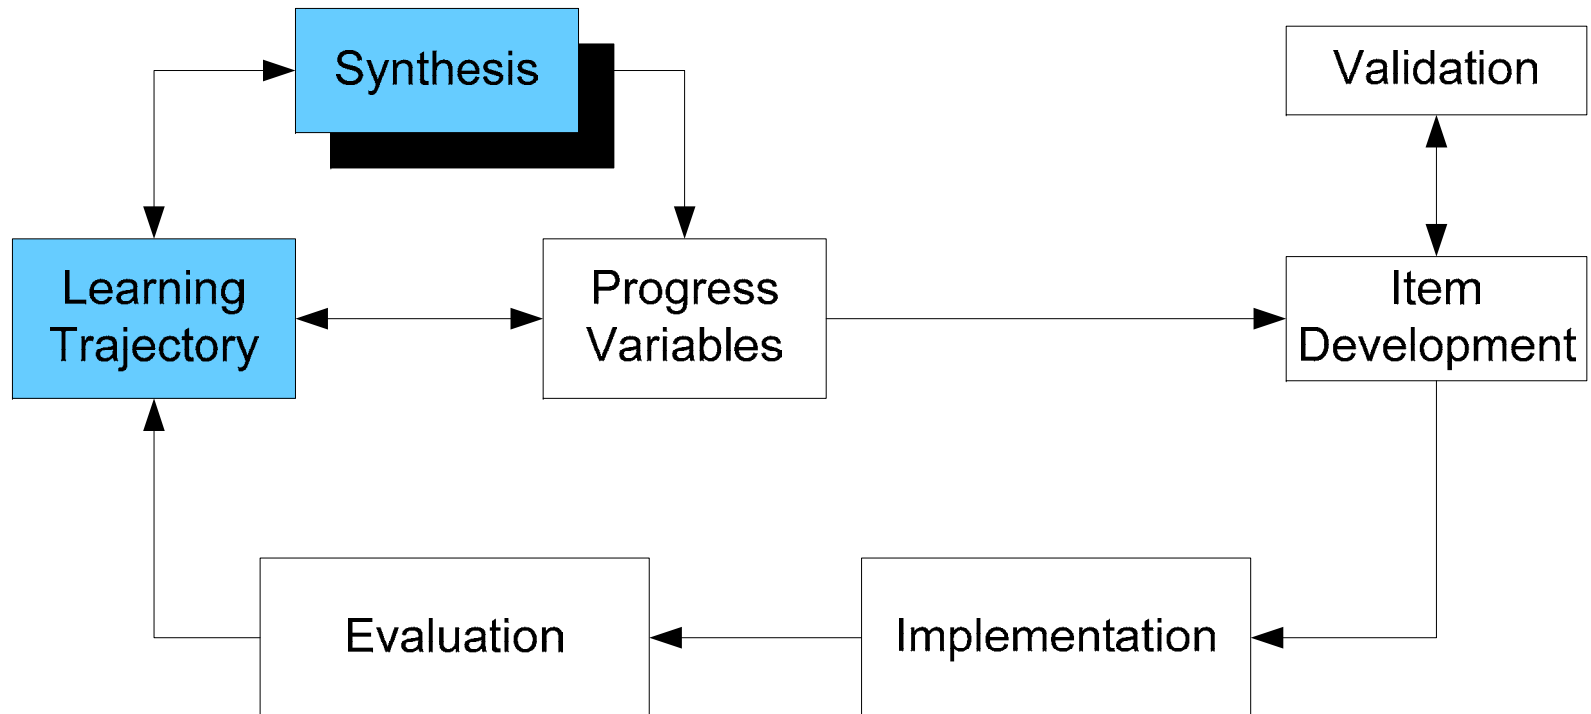 Synthesis
Validation
Learning
Trajectory
Progress
Variables
Item
Development
Evaluation
Implementation